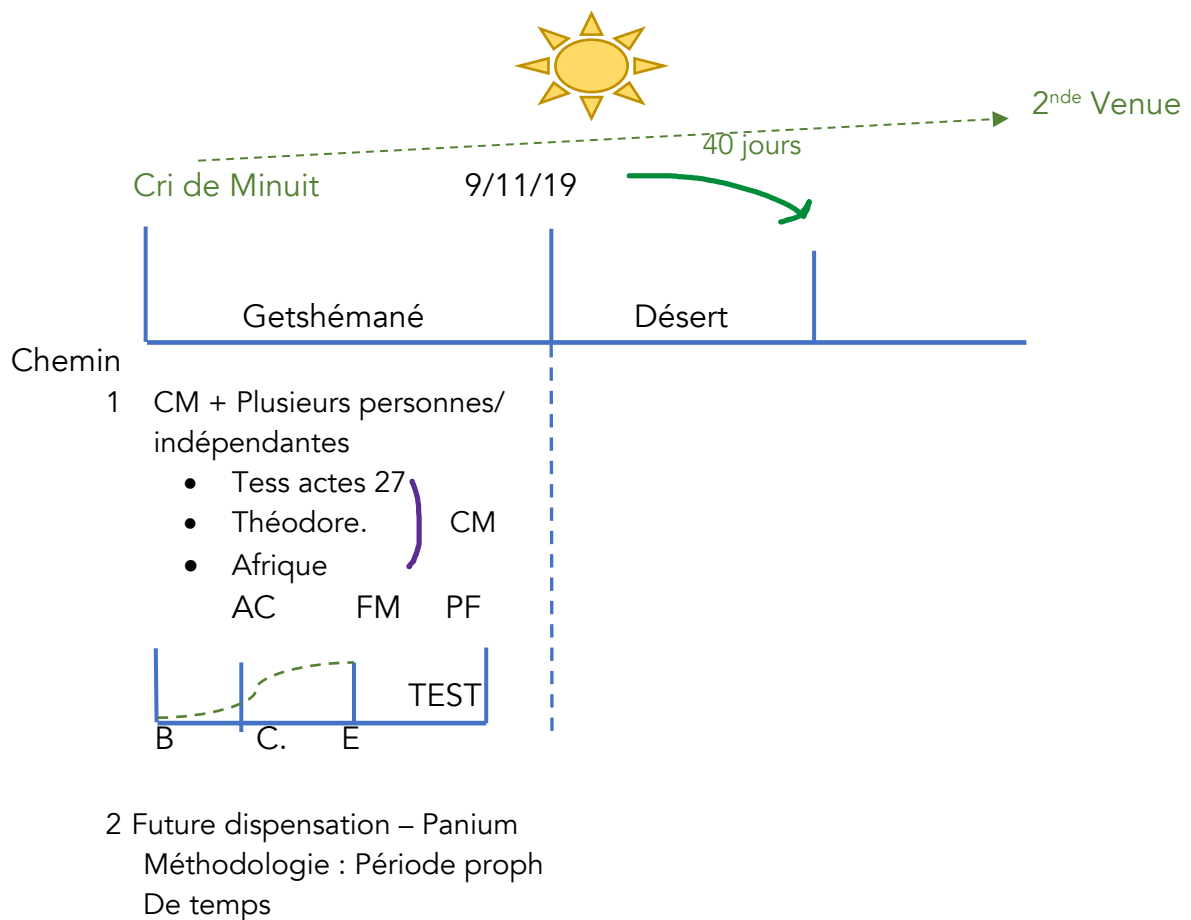 2nde Venue
40 jours
Cri de Minuit
9/11/19
Getshémané
Désert
Chemin
1 CM + Plusieurs personnes/
indépendantes
• Tess actes 27
• Théodore. CM
• Afrique
AC FM PF
TEST
B C. E
2 Future dispensation – Panium
Méthodologie : Période proph
De temps